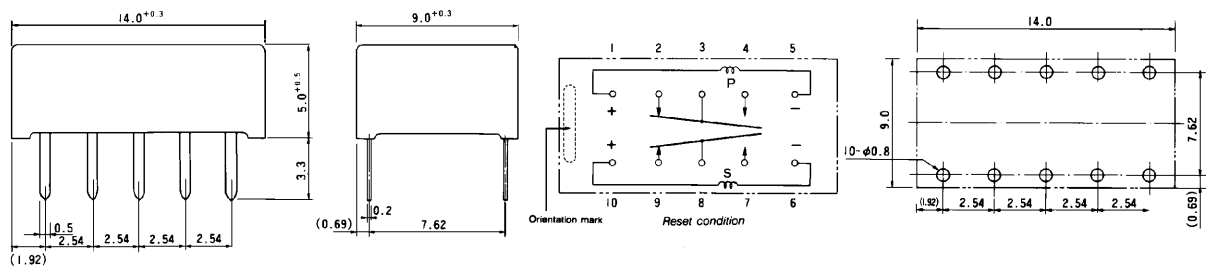 14.0+0.3
5.0+0.5
3.3
0.5
2.54 2.54 2.54 2.54
(1.92)
9.0+0.3
0.2
(0.69)
7.62
1 2 3 4 5
P
+ −
+ −
S
10 9 8 7 6
Orientation mark
Reset condition
14.0
9.0
7.62
10-φ0.8
(1.92) 2.54 2.54 2.54 2.54
(0.69)